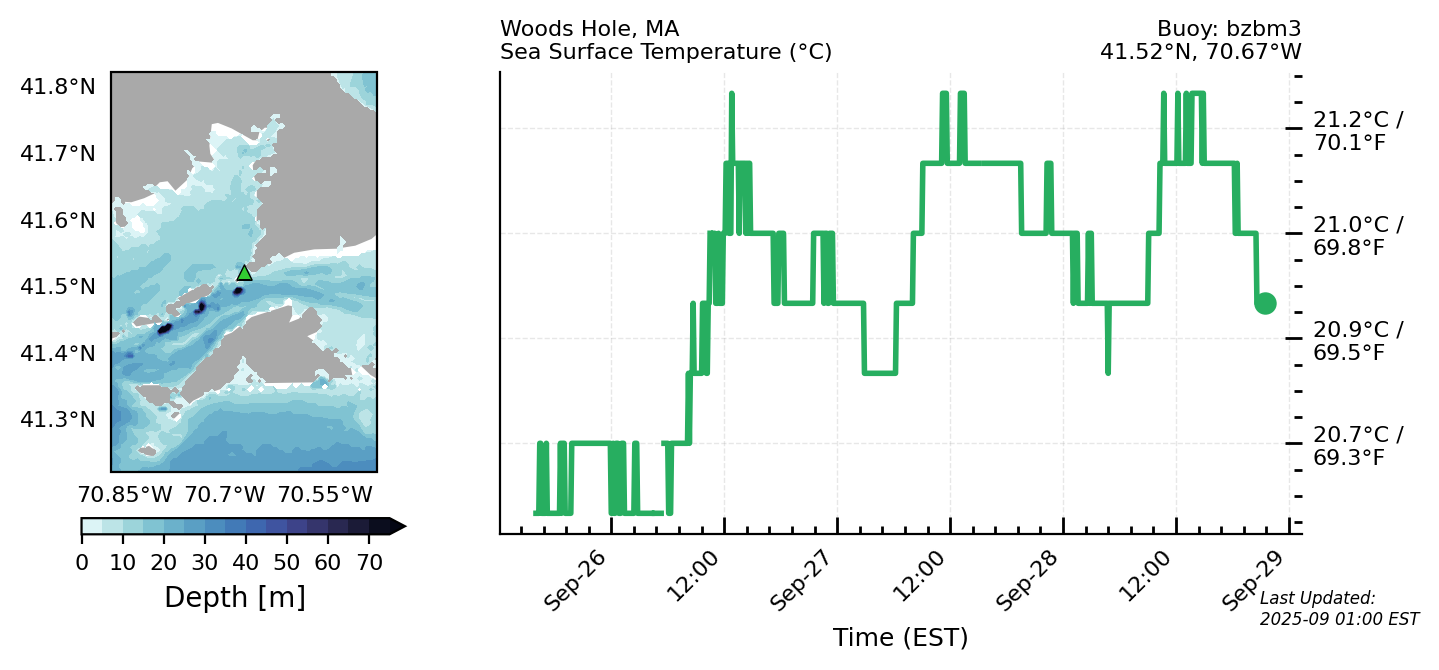 Woods Hole, MA
Sea Surface Temperature (°C)
Buoy: bzbm3
41.52°N, 70.67°W
41.8°N
41.7°N
41.6°N
41.5°N
41.4°N
41.3°N
70.85°W 70.7°W 70.55°W
0 10 20 30 40 50 60 70
Depth [m]
21.2°C /
70.1°F
21.0°C /
69.8°F
20.9°C /
69.5°F
20.7°C /
69.3°F
Sep-26 12:00 Sep-27 12:00 Sep-28 12:00 Sep-29
Time (EST)
Last Updated:
2025-09 01:00 EST